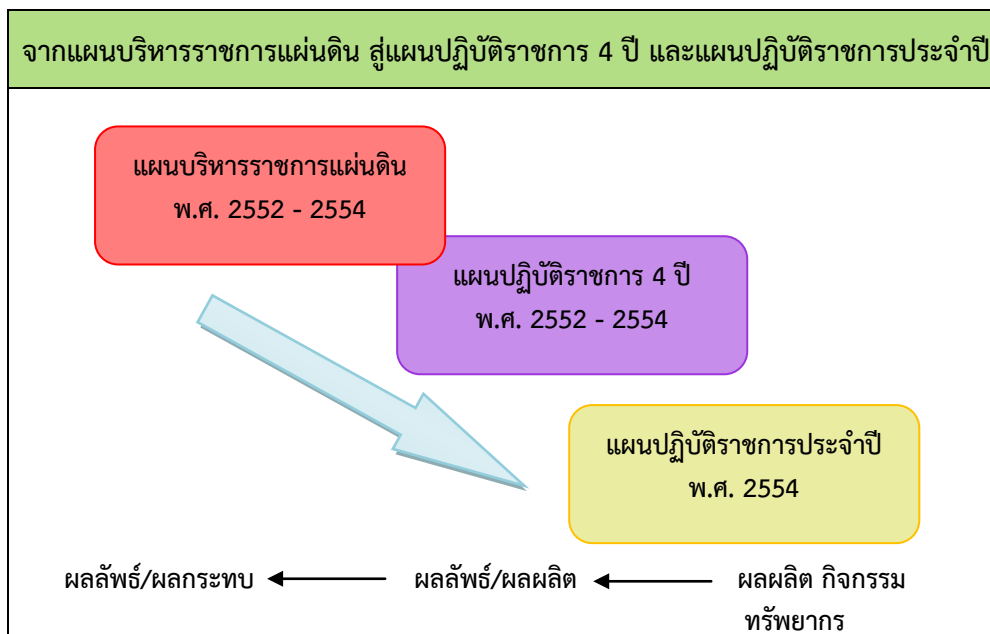 จากแผนบริหารราชการแผ่นดิน สู่แผนปฏิบัติราชการ 4 ปี และแผนปฏิบัติราชการประจำปี
แผนบริหารราชการแผ่นดิน
พ.ศ. 2552 - 2554
แผนปฏิบัติราชการ 4 ปี
พ.ศ. 2552 - 2554
แผนปฏิบัติราชการประจำปี
พ.ศ. 2554
ผลลัพธ์/ผลกระทบ
ผลลัพธ์/ผลผลิต
ผลผลิต กิจกรรม
ทรัพยากร